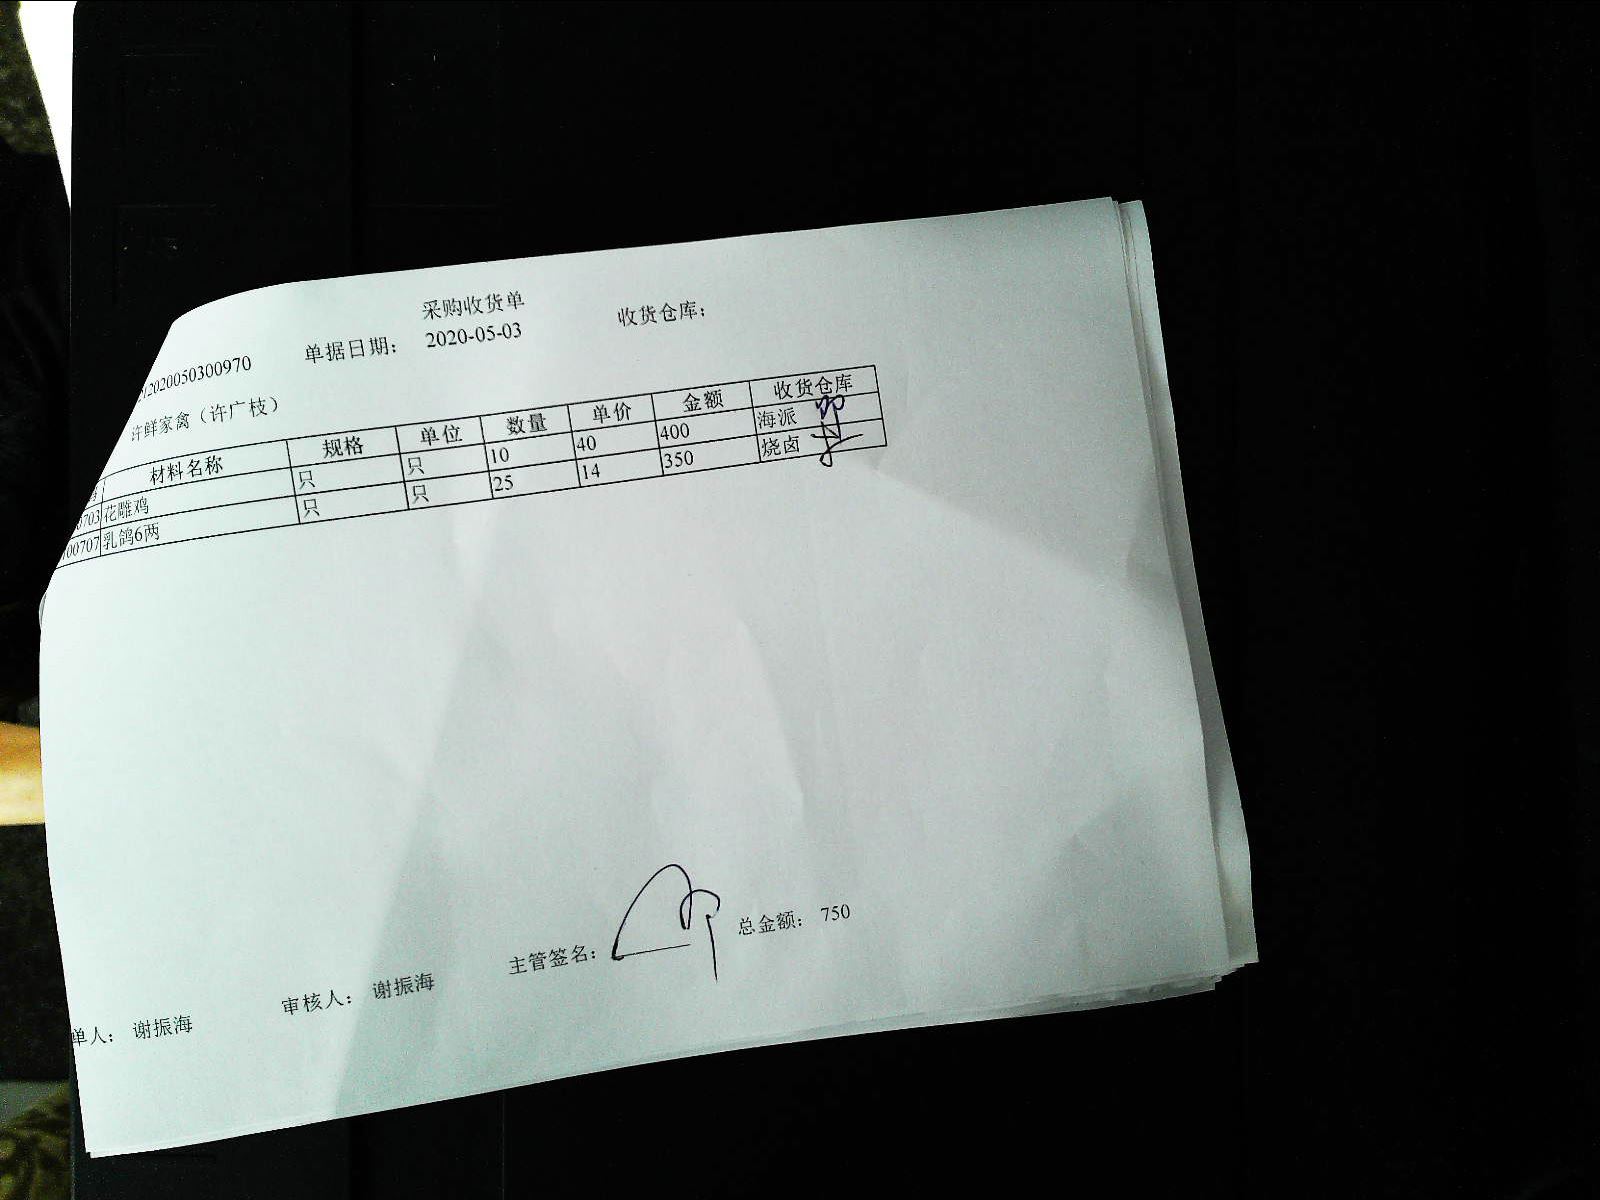 采购收货单
2020050300970 单据日期： 2020-05-03 收货仓库：
许鲜家禽（许广枝）
材料名称 规格 单位 数量 单价 金额 收货仓库
703 花雕鸡 只 只 10 40 400 海派
00707 乳鸽6两 只 只 25 14 350 烧卤
单人： 谢振海 审核人： 谢振海 主管签名： 总金额： 750